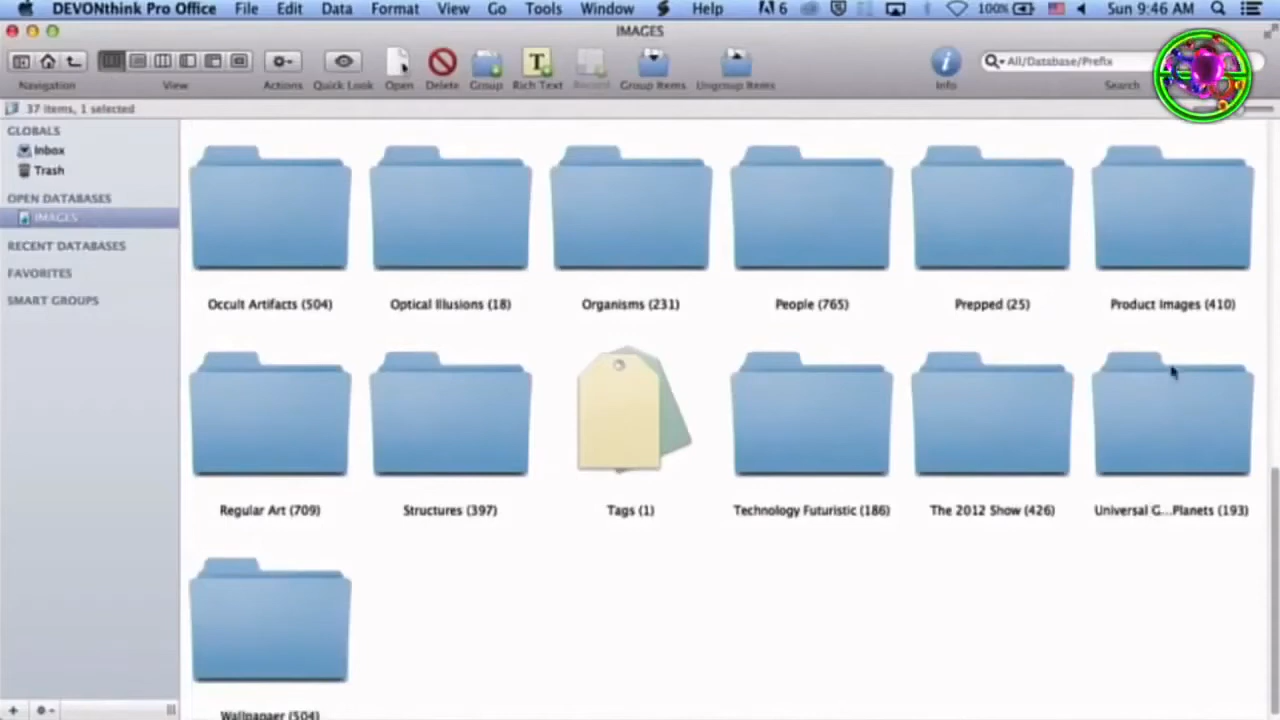 DEVONthink Pro Office File Edit Data Format View Go Tools Window Help 6 100% Sun 9:46 AM
IMAGES
All/Database/Prefix
Navigation View Actions Quick Look Open Delete Group Rich Text Record Group Items Ungroup Items Info Search
37 items, 1 selected
GLOBALS
Inbox
Trash
OPEN DATABASES
IMAGES
RECENT DATABASES
FAVORITES
SMART GROUPS
Occult Artifacts (504) Optical Illusions (18) Organisms (231) People (765) Prepped (25) Product Images (410)
Regular Art (709) Structures (397) Tags (1) Technology Futuristic (186) The 2012 Show (426) Universal G...Planets (193)
Wallpapaer (504)